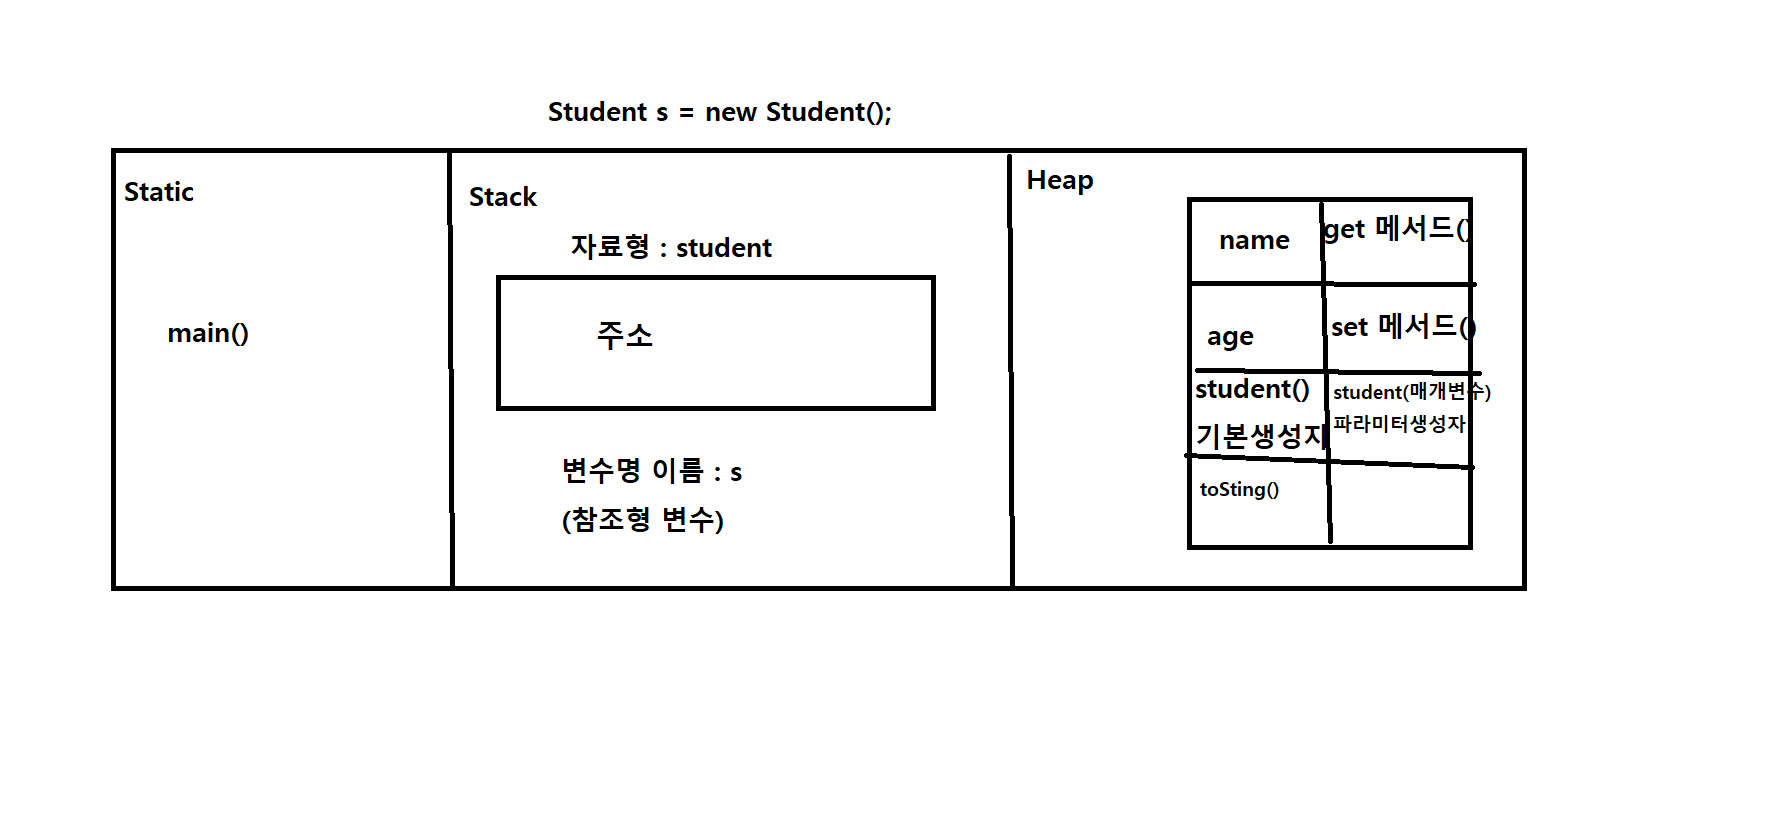 Student s = new Student();
Static
main()
Stack
자료형 : student
주소
변수명 이름 : s
(참조형 변수)
Heap
name
get 메서드()
age
set 메서드()
student()
기본생성자
student(매개변수)
파라미터생성자
toSting()